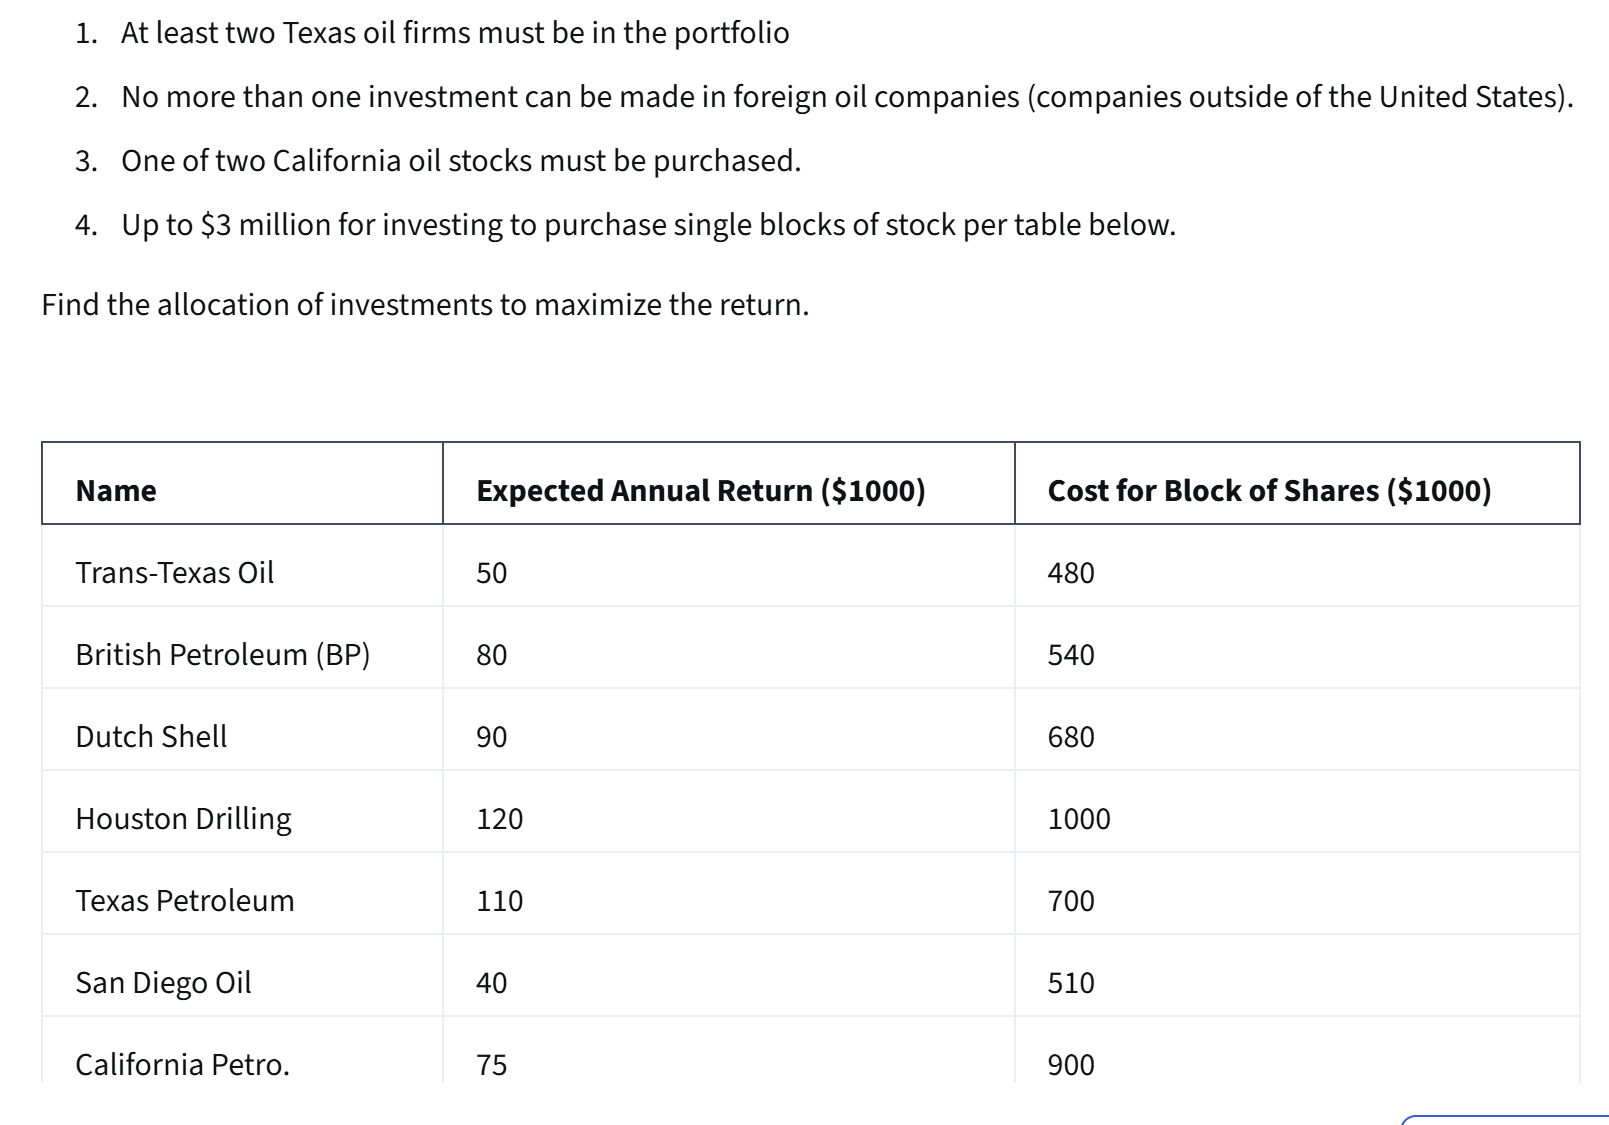 1. At least two Texas oil firms must be in the portfolio
2. No more than one investment can be made in foreign oil companies (companies outside of the United States).
3. One of two California oil stocks must be purchased.
4. Up to $3 million for investing to purchase single blocks of stock per table below.
Find the allocation of investments to maximize the return.
Name Expected Annual Return ($1000) Cost for Block of Shares ($1000)
Trans-Texas Oil 50 480
British Petroleum (BP) 80 540
Dutch Shell 90 680
Houston Drilling 120 1000
Texas Petroleum 110 700
San Diego Oil 40 510
California Petro. 75 900